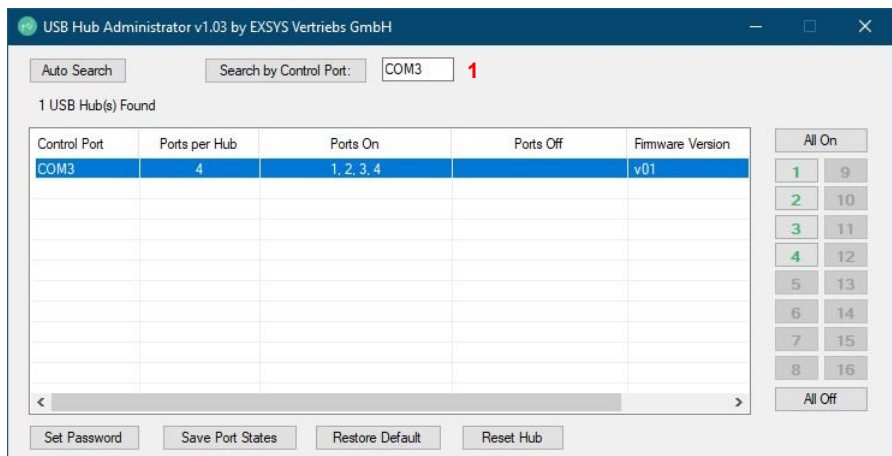 USB Hub Administrator v1.03 by EXSYS Vertriebs GmbH
Auto Search Search by Control Port: COM3 1
1 USB Hub(s) Found
Control Port Ports per Hub Ports On Ports Off Firmware Version All On
COM3 4 1, 2, 3, 4 v01
1 9
2 10
3 11
4 12
5 13
6 14
7 15
8 16
All Off
Set Password Save Port States Restore Default Reset Hub